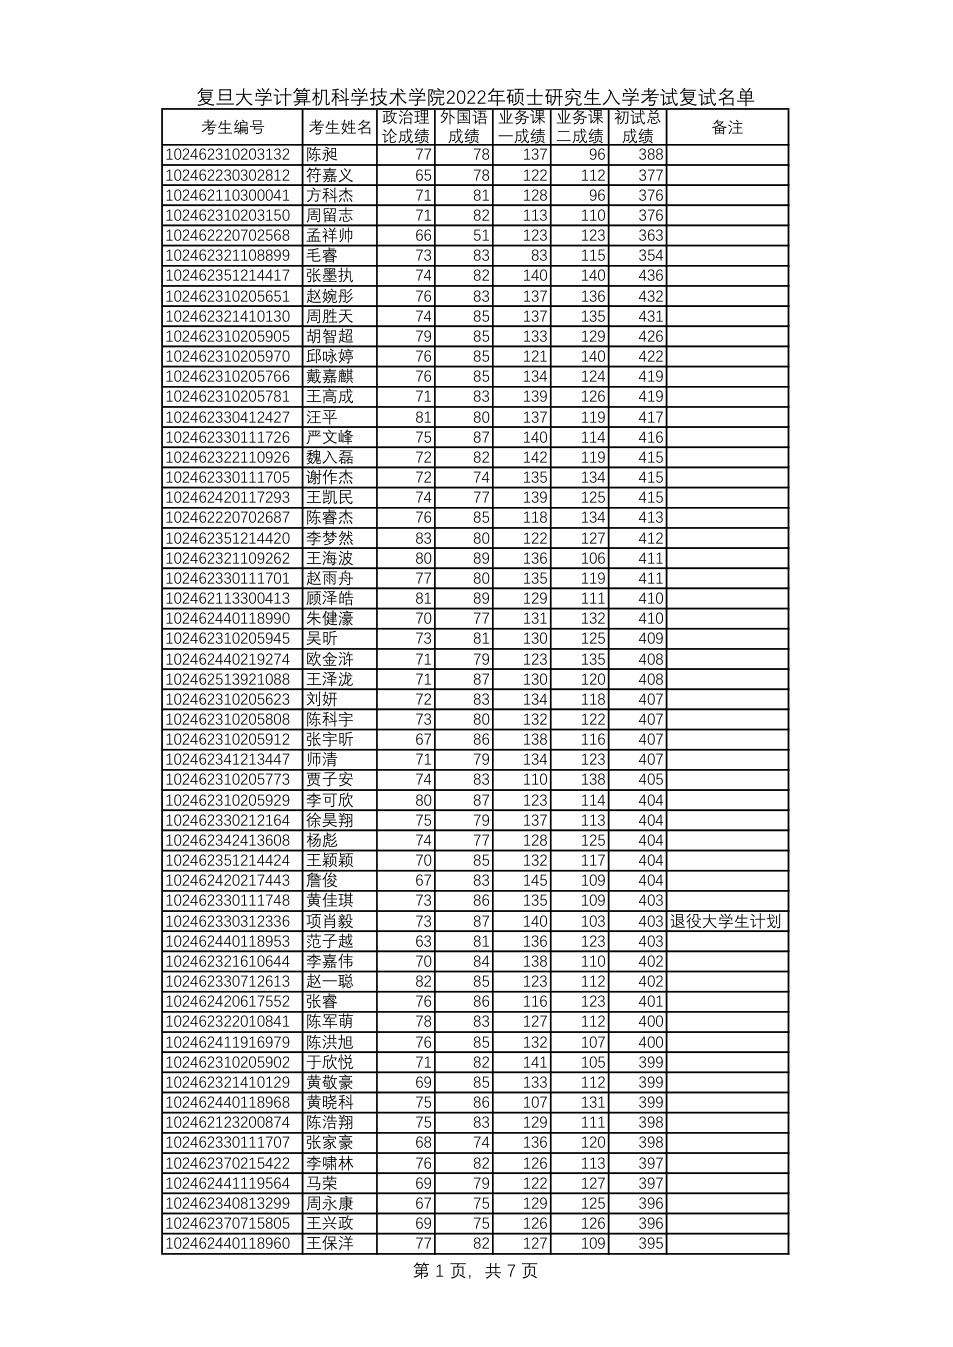 复旦大学计算机科学技术学院2022年硕士研究生入学考试复试名单
考生编号 考生姓名 政治理论成绩 外国语成绩 业务课一成绩 业务课二成绩 初试总成绩 备注
102462310203132 陈昶 77 78 137 96 388
102462230302812 符嘉义 65 78 122 112 377
102462110300041 方科杰 71 81 128 96 376
102462310203150 周留志 71 82 113 110 376
102462220702568 孟祥帅 66 51 123 123 363
102462321108899 毛睿 73 83 83 115 354
102462351214417 张墨执 74 82 140 140 436
102462310205651 赵婉彤 76 83 137 136 432
102462321410130 周胜天 74 85 137 135 431
102462310205905 胡智超 79 85 133 129 426
102462310205970 邱咏婷 76 85 121 140 422
102462310205766 戴嘉麒 76 85 134 124 419
102462310205781 王高成 71 83 139 126 419
102462330412427 汪平 81 80 137 119 417
102462330111726 严文峰 75 87 140 114 416
102462322110926 魏入磊 72 82 142 119 415
102462330111705 谢作杰 72 74 135 134 415
102462420117293 王凯民 74 77 139 125 415
102462220702687 陈睿杰 76 85 118 134 413
102462351214420 李梦然 83 80 122 127 412
102462321109262 王海波 80 89 136 106 411
102462330111701 赵雨舟 77 80 135 119 411
102462113300413 顾泽皓 81 89 129 111 410
102462440118990 朱健濠 70 77 131 132 410
102462310205945 吴昕 73 81 130 125 409
102462440219274 欧金浒 71 79 123 135 408
102462513921088 王泽泷 71 87 130 120 408
102462310205623 刘妍 72 83 134 118 407
102462310205808 陈科宇 73 80 132 122 407
102462310205912 张宇昕 67 86 138 116 407
102462341213447 师清 71 79 134 123 407
102462310205773 贾子安 74 83 110 138 405
102462310205929 李可欣 80 87 123 114 404
102462330212164 徐昊翔 75 79 137 113 404
102462342413608 杨彪 74 77 128 125 404
102462351214424 王颖颖 70 85 132 117 404
102462420217443 詹俊 67 83 145 109 404
102462330111748 黄佳琪 73 86 135 109 403
102462330312336 项肖毅 73 87 140 103 403 退役大学生计划
102462440118953 范子越 63 81 136 123 403
102462321610644 李嘉伟 70 84 138 110 402
102462330712613 赵一聪 82 85 123 112 402
102462420617552 张睿 76 86 116 123 401
102462322010841 陈军萌 78 83 127 112 400
102462411916979 陈洪旭 76 85 132 107 400
102462310205902 于欣悦 71 82 141 105 399
102462321410129 黄敬豪 69 85 133 112 399
102462440118968 黄晓科 75 86 107 131 399
102462123200874 陈浩翔 75 83 129 111 398
102462330111707 张家豪 68 74 136 120 398
102462370215422 李啸林 76 82 126 113 397
102462441119564 马荣 69 79 122 127 397
102462340813299 周永康 67 75 129 125 396
102462370715805 王兴政 69 75 126 126 396
102462440118960 王保洋 77 82 127 109 395
第 1 页，共 7 页